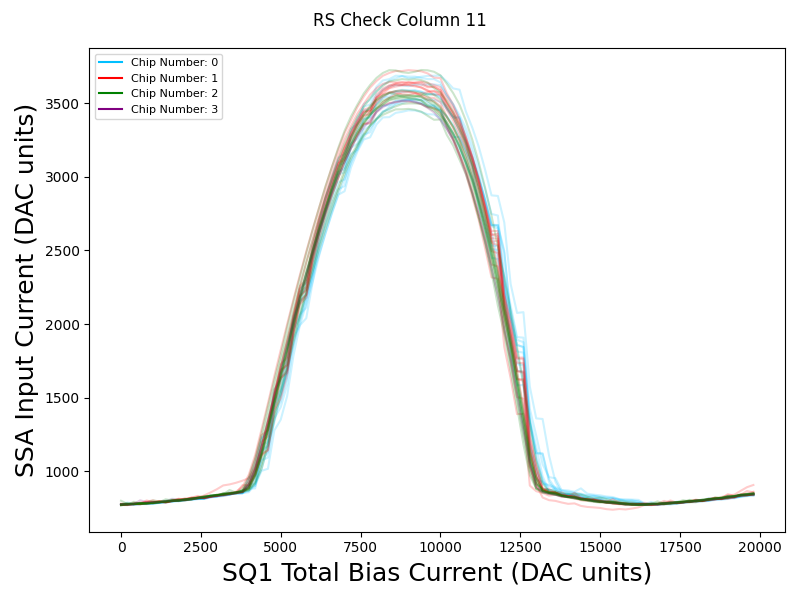 RS Check Column 11
Chip Number: 0
Chip Number: 1
Chip Number: 2
Chip Number: 3
SSA Input Current (DAC units)
3500
3000
2500
2000
1500
1000
0 2500 5000 7500 10000 12500 15000 17500 20000
SQ1 Total Bias Current (DAC units)